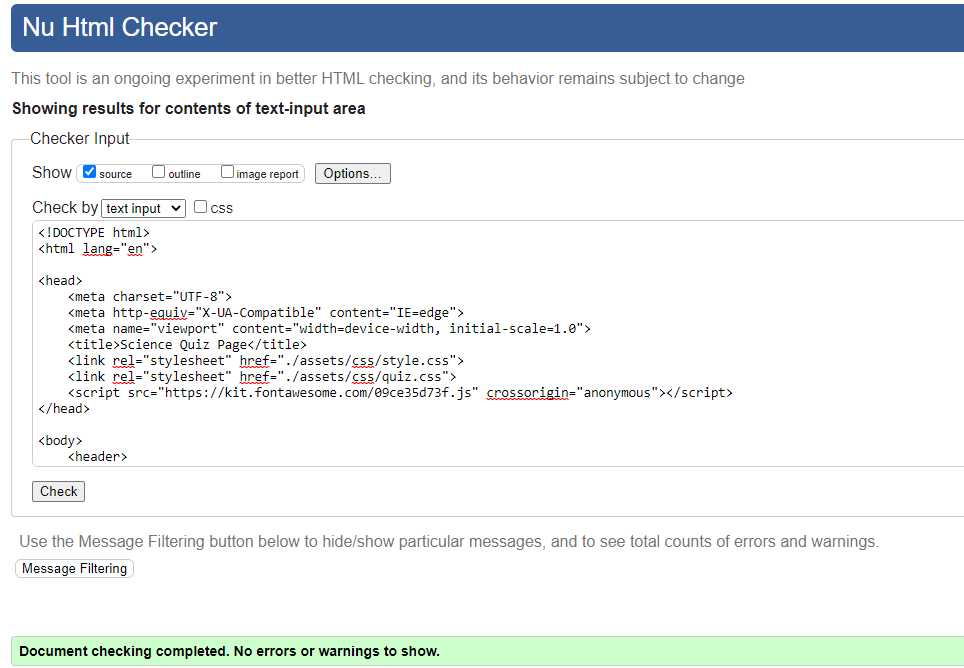 Nu Html Checker
This tool is an ongoing experiment in better HTML checking, and its behavior remains subject to change
Showing results for contents of text-input area
Checker Input
Show source outline image report Options...
Check by text input css
<!DOCTYPE html>
<html lang="en">
<head>
<meta charset="UTF-8">
<meta http-equiv="X-UA-Compatible" content="IE=edge">
<meta name="viewport" content="width=device-width, initial-scale=1.0">
<title>Science Quiz Page</title>
<link rel="stylesheet" href="./assets/css/style.css">
<link rel="stylesheet" href="./assets/css/quiz.css">
<script src="https://kit.fontawesome.com/09ce35d73f.js" crossorigin="anonymous"></script>
</head>
<body>
<header>
Check
Use the Message Filtering button below to hide/show particular messages, and to see total counts of errors and warnings.
Message Filtering
Document checking completed. No errors or warnings to show.